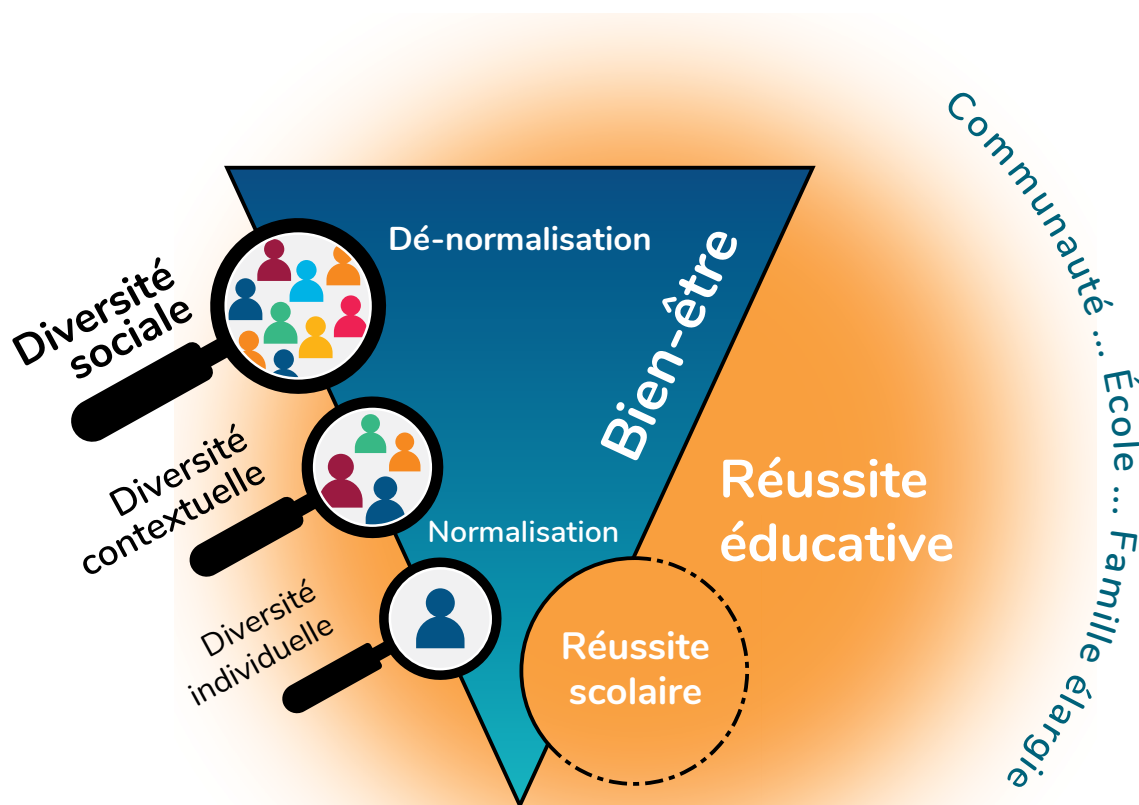 Communauté ... École ... Famille élargie
Dé-normalisation
Bien-être
Diversité
sociale
Diversité
contextuelle
Normalisation
Réussite
éducative
Diversité
individuelle
Réussite
scolaire